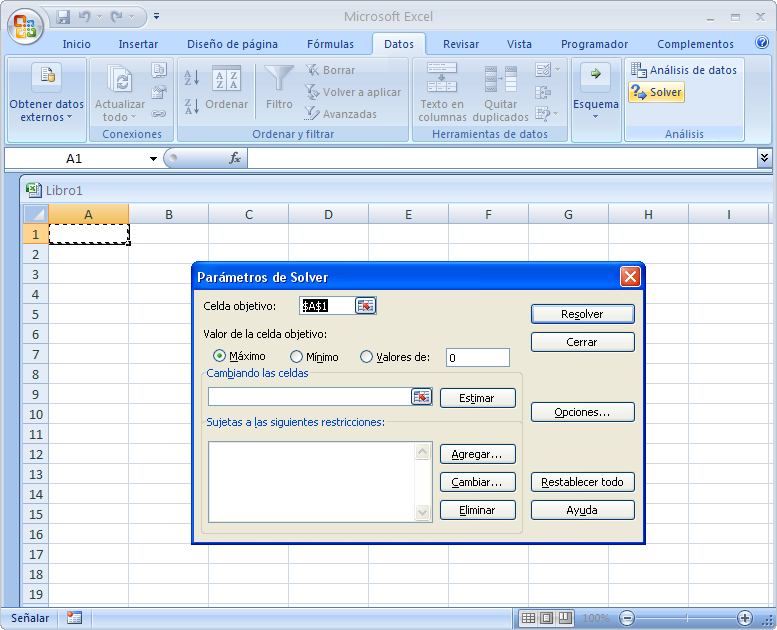 Microsoft Excel
Inicio Insertar Diseño de página Fórmulas Datos Revisar Vista Programador Complementos
Obtener datos externos
Actualizar todo
Conexiones
Ordenar
Filtro
Borrar
Volver a aplicar
Avanzadas
Ordenar y filtrar
Texto en columnas
Quitar duplicados
Herramientas de datos
Esquema
Análisis de datos
Solver
Análisis
A1 fx
Libro1
A B C D E F G H I
1
2
3
4
5
6
7
8
9
10
11
12
13
14
15
16
17
18
19
Parámetros de Solver
Celda objetivo: $A$1
Resolver
Valor de la celda objetivo:
Cerrar
Máximo Mínimo Valores de: 0
Cambiando las celdas
Estimar
Opciones...
Sujetas a las siguientes restricciones:
Agregar...
Cambiar... Restablecer todo
Eliminar Ayuda
Señalar 100%